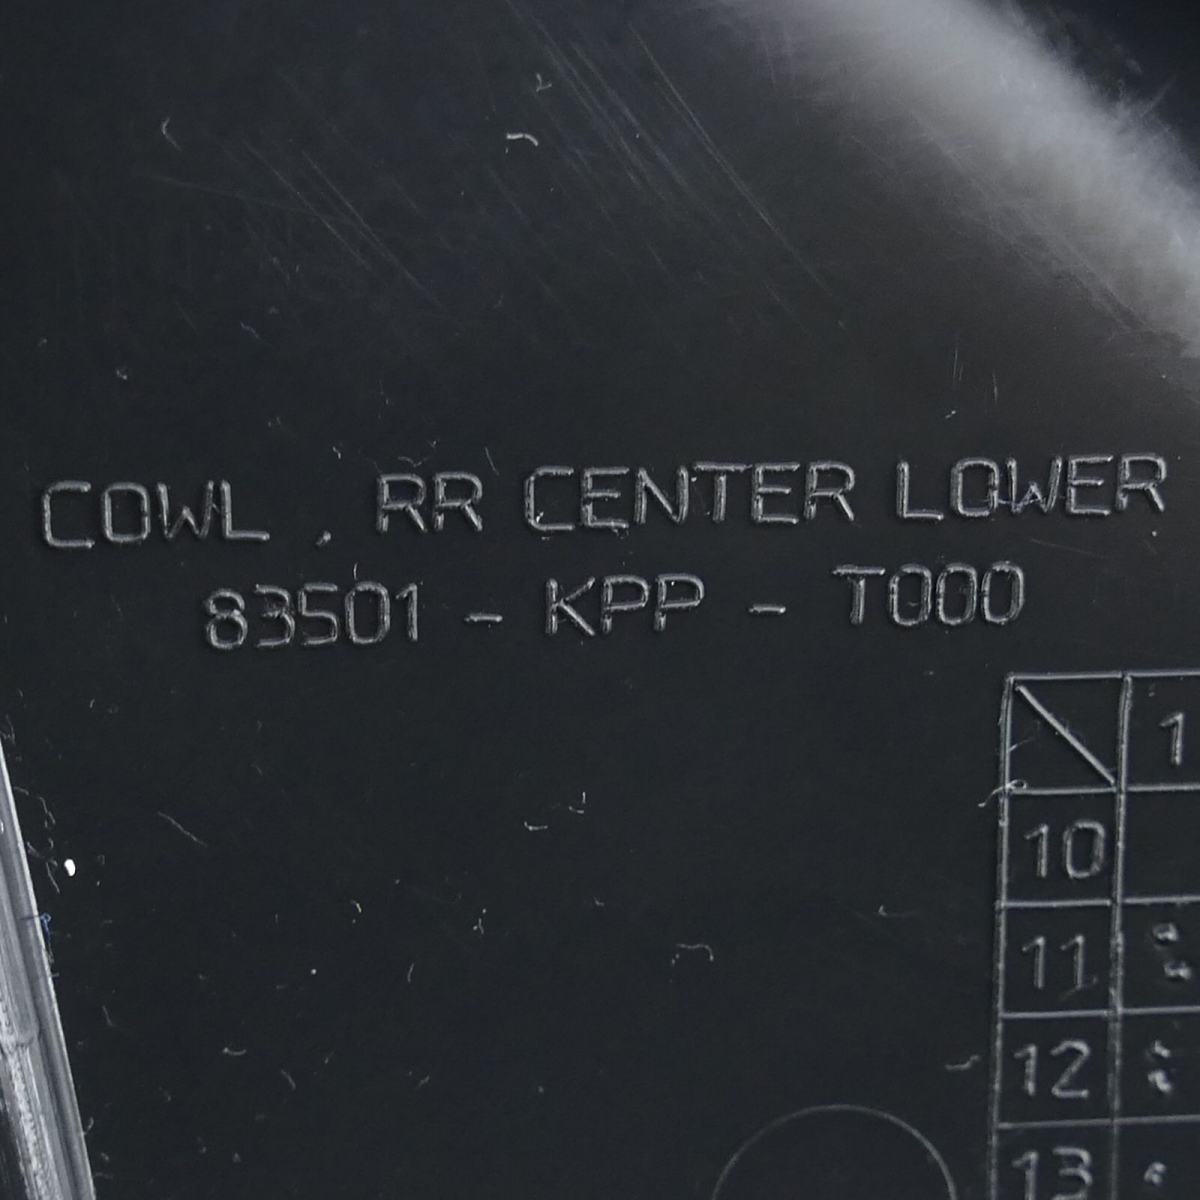 COWL , RR CENTER LOWER
83501 - KPP - T000
1
10
11
12
13